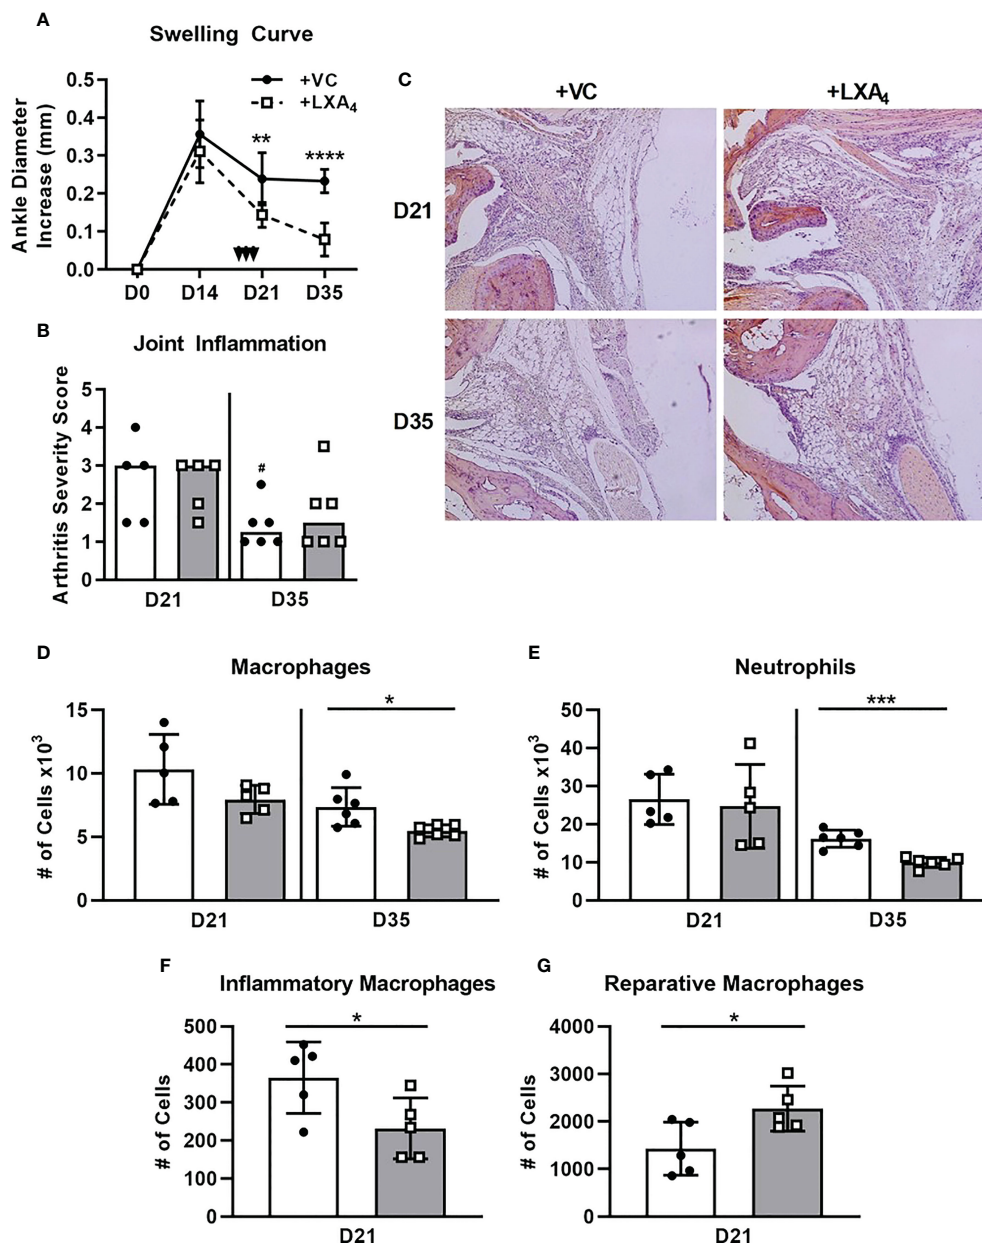 A
Swelling Curve
Ankle Diameter
Increase (mm)
0.5
0.4
0.3
0.2
0.1
0.0
+VC
+LXA4
**
****
D0 D14 D21 D35
B
Joint Inflammation
Arthritis Severity Score
5
4
3
2
1
0
#
D21 D35
C
+VC +LXA4
D21
D35
D
Macrophages
# of Cells x10³
15
10
5
0
*
D21 D35
E
Neutrophils
# of Cells x10³
50
40
30
20
10
0
***
D21 D35
F
Inflammatory Macrophages
# of Cells
500
400
300
200
100
0
*
D21
G
Reparative Macrophages
# of Cells
4000
3000
2000
1000
0
*
D21